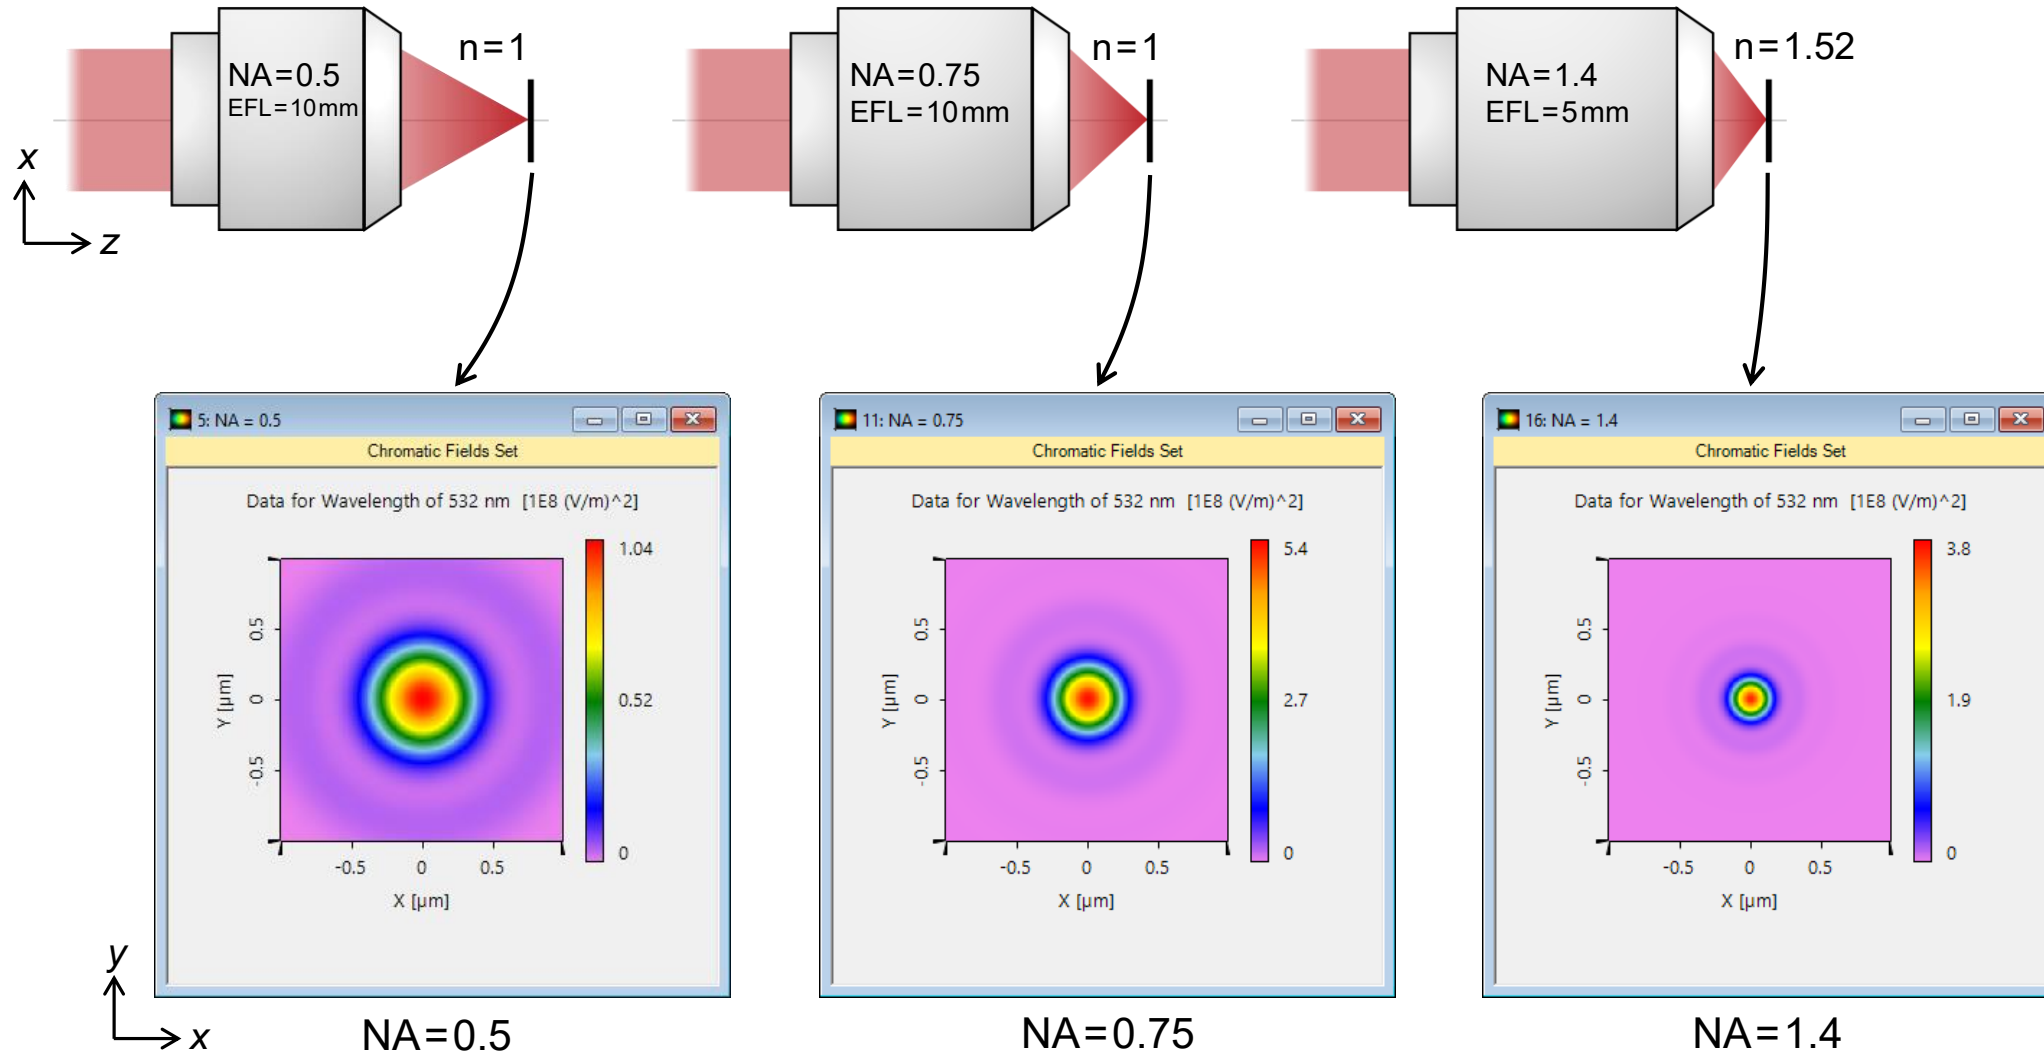 NA=0.5
EFL=10mm
n=1
NA=0.75
EFL=10mm
n=1
NA=1.4
EFL=5mm
n=1.52
x
z
5: NA = 0.5
Chromatic Fields Set
Data for Wavelength of 532 nm [1E8 (V/m)^2]
1.04
0.52
0
Y [µm]
0.5
0
-0.5
-0.5
0
0.5
X [µm]
11: NA = 0.75
Chromatic Fields Set
Data for Wavelength of 532 nm [1E8 (V/m)^2]
5.4
2.7
0
Y [µm]
0.5
0
-0.5
-0.5
0
0.5
X [µm]
16: NA = 1.4
Chromatic Fields Set
Data for Wavelength of 532 nm [1E8 (V/m)^2]
3.8
1.9
0
Y [µm]
0.5
0
-0.5
-0.5
0
0.5
X [µm]
y
x
NA=0.5
NA=0.75
NA=1.4